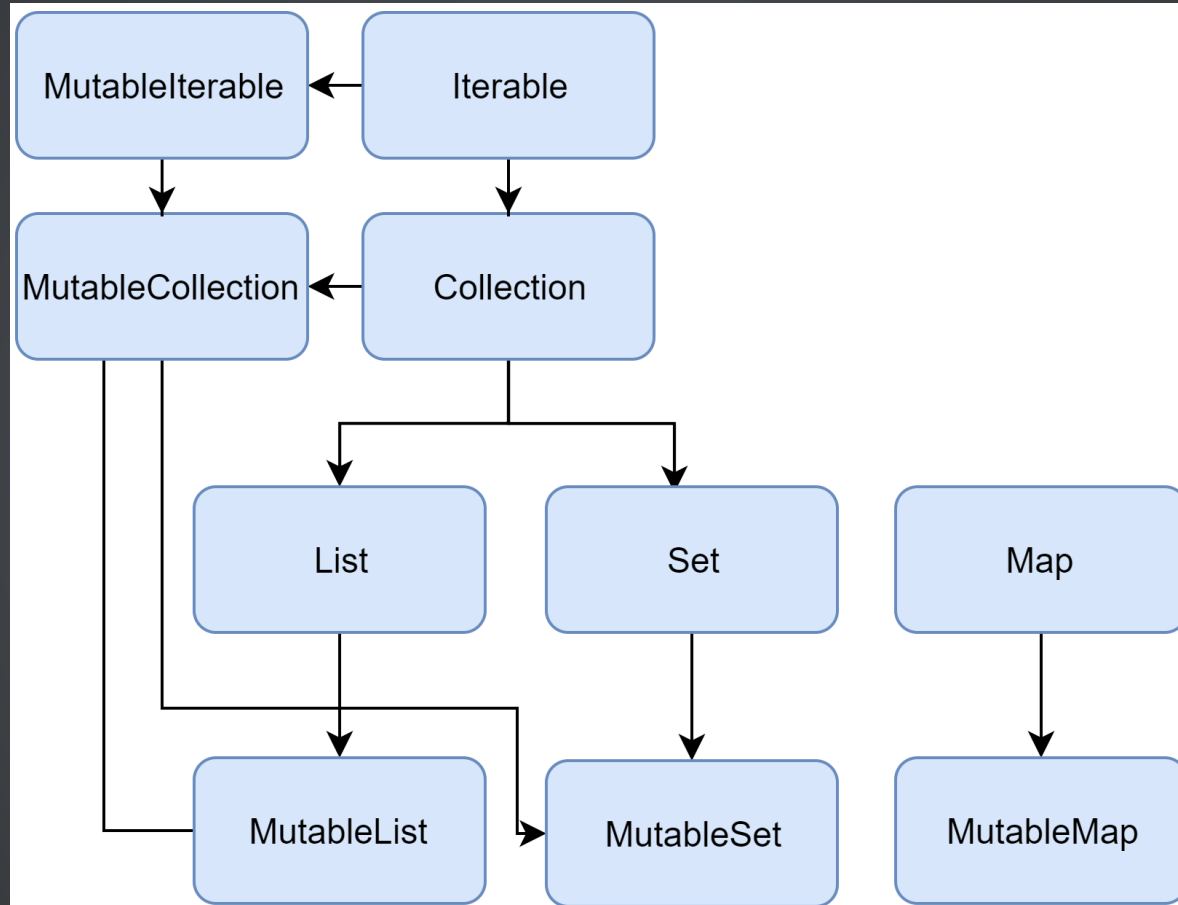 MutableIterable
Iterable
MutableCollection
Collection
List
Set
Map
MutableList
MutableSet
MutableMap